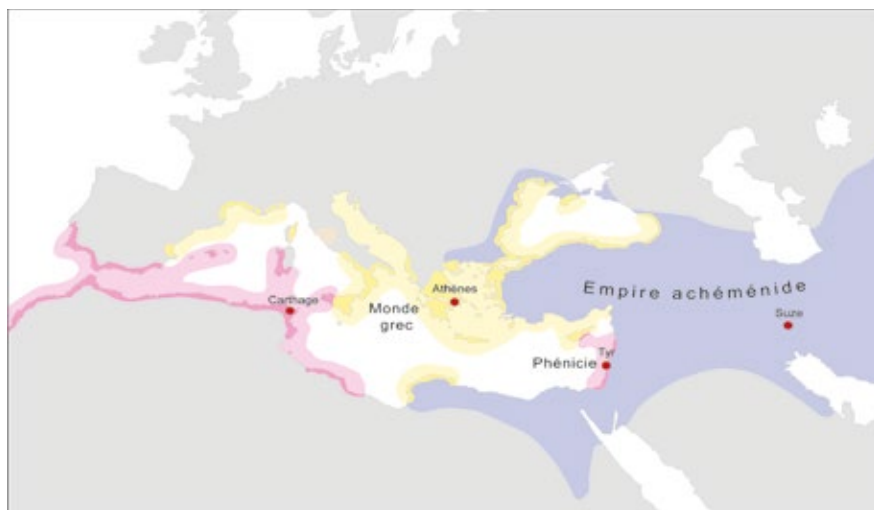 Empire achéménide
Athènes
Carthage
Monde
grec
Suze
Tyr
Phénicie